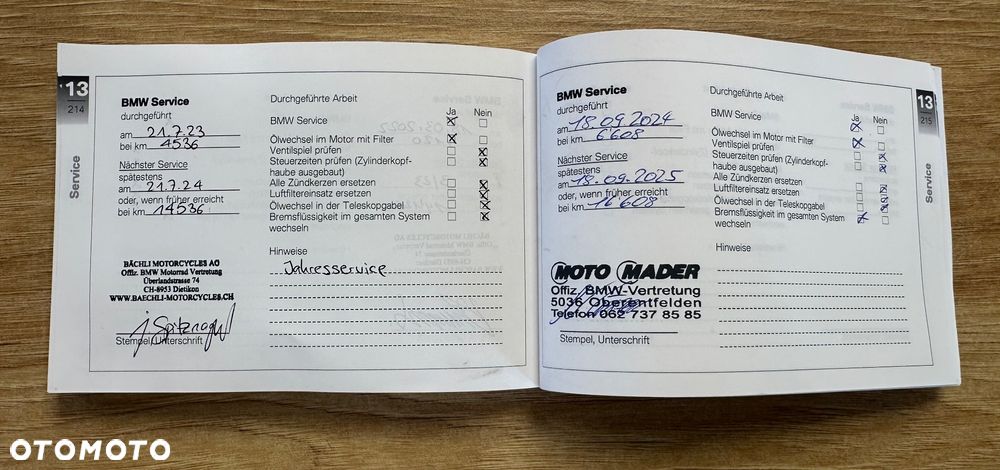 13
214
Service
BMW Service
durchgeführt
am 21.7.23
bei km 4536
Nächster Service
spätestens
am 21.7.24
oder, wenn früher erreicht
bei km 14536
BÄCHLI MOTORCYCLES AG
Offiz. BMW Motorrad Vertretung
Überlandstrasse 74
CH-8953 Dietikon
WWW.BAECHLI-MOTORCYCLES.CH
Stempel, Unterschrift
Durchgeführte Arbeit
Ja Nein
BMW Service
Ölwechsel im Motor mit Filter
Ventilspiel prüfen
Steuerzeiten prüfen (Zylinderkopf-
haube ausgebaut)
Alle Zündkerzen ersetzen
Luftfiltereinsatz ersetzen
Ölwechsel in der Teleskopgabel
Bremsflüssigkeit im gesamten System
wechseln
Hinweise
Jahresservice
BMW Service
durchgeführt
am 18.09.2024
bei km 6'608
Nächster Service
spätestens
am 18.09.2025
oder, wenn früher erreicht
bei km 16'608
MOTO MADER
Offiz. BMW-Vertretung
5036 Oberentfelden
Telefon 062 737 85 85
Stempel, Unterschrift
Durchgeführte Arbeit
Ja Nein
BMW Service
Ölwechsel im Motor mit Filter
Ventilspiel prüfen
Steuerzeiten prüfen (Zylinderkopf-
haube ausgebaut)
Alle Zündkerzen ersetzen
Luftfiltereinsatz ersetzen
Ölwechsel in der Teleskopgabel
Bremsflüssigkeit im gesamten System
wechseln
Hinweise
13
215
Service
OTOMOTO